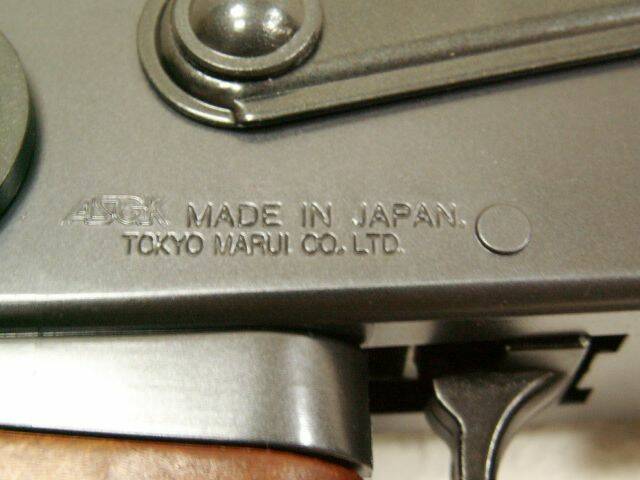 ASGK MADE IN JAPAN.
TOKYO MARUI CO., LTD.